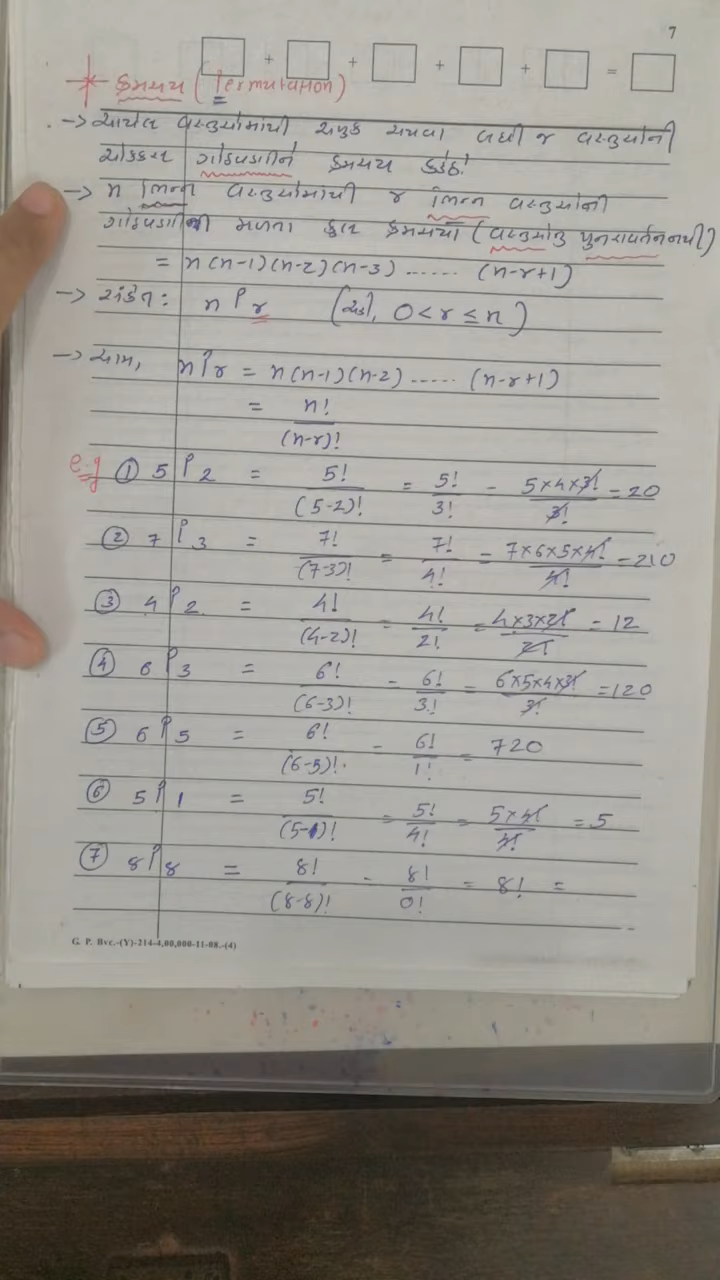 7
+ + + + =
* ક્રમચય (Permutation)
→ આપેલ વસ્તુઓમાંથી અમુક અથવા બધી જ વસ્તુઓની
ચોક્કસ ગોઠવણીને ક્રમચય કહે છે.
→ n ભિન્ન વસ્તુઓમાંથી r ભિન્ન વસ્તુઓની
ગોઠવણીની મળતા કુલ ક્રમચયો (વસ્તુઓનું પુનરાવર્તન નથી)
= n(n-1)(n-2)(n-3) ...... (n-r+1)
→ સંકેત: nPr (જ્યાં, 0<r≤n)
→ આમ, nPr = n(n-1)(n-2) ..... (n-r+1)
= n!/(n-r)!
e.g ① 5P2 = 5!/(5-2)! = 5!/3! = 5×4×3!/3! = 20
② 7P3 = 7!/(7-3)! = 7!/4! = 7×6×5×4!/4! = 210
③ 4P2 = 4!/(4-2)! = 4!/2! = 4×3×2!/2! = 12
④ 6P3 = 6!/(6-3)! = 6!/3! = 6×5×4×3!/3! = 120
⑤ 6P5 = 6!/(6-5)! = 6!/1! = 720
⑥ 5P1 = 5!/(5-1)! = 5!/4! = 5×4!/4! = 5
⑦ 8P8 = 8!/(8-8)! = 8!/0! = 8! =
G. P. Bvc.-(Y)-214-4,00,000-11-08.-(4)